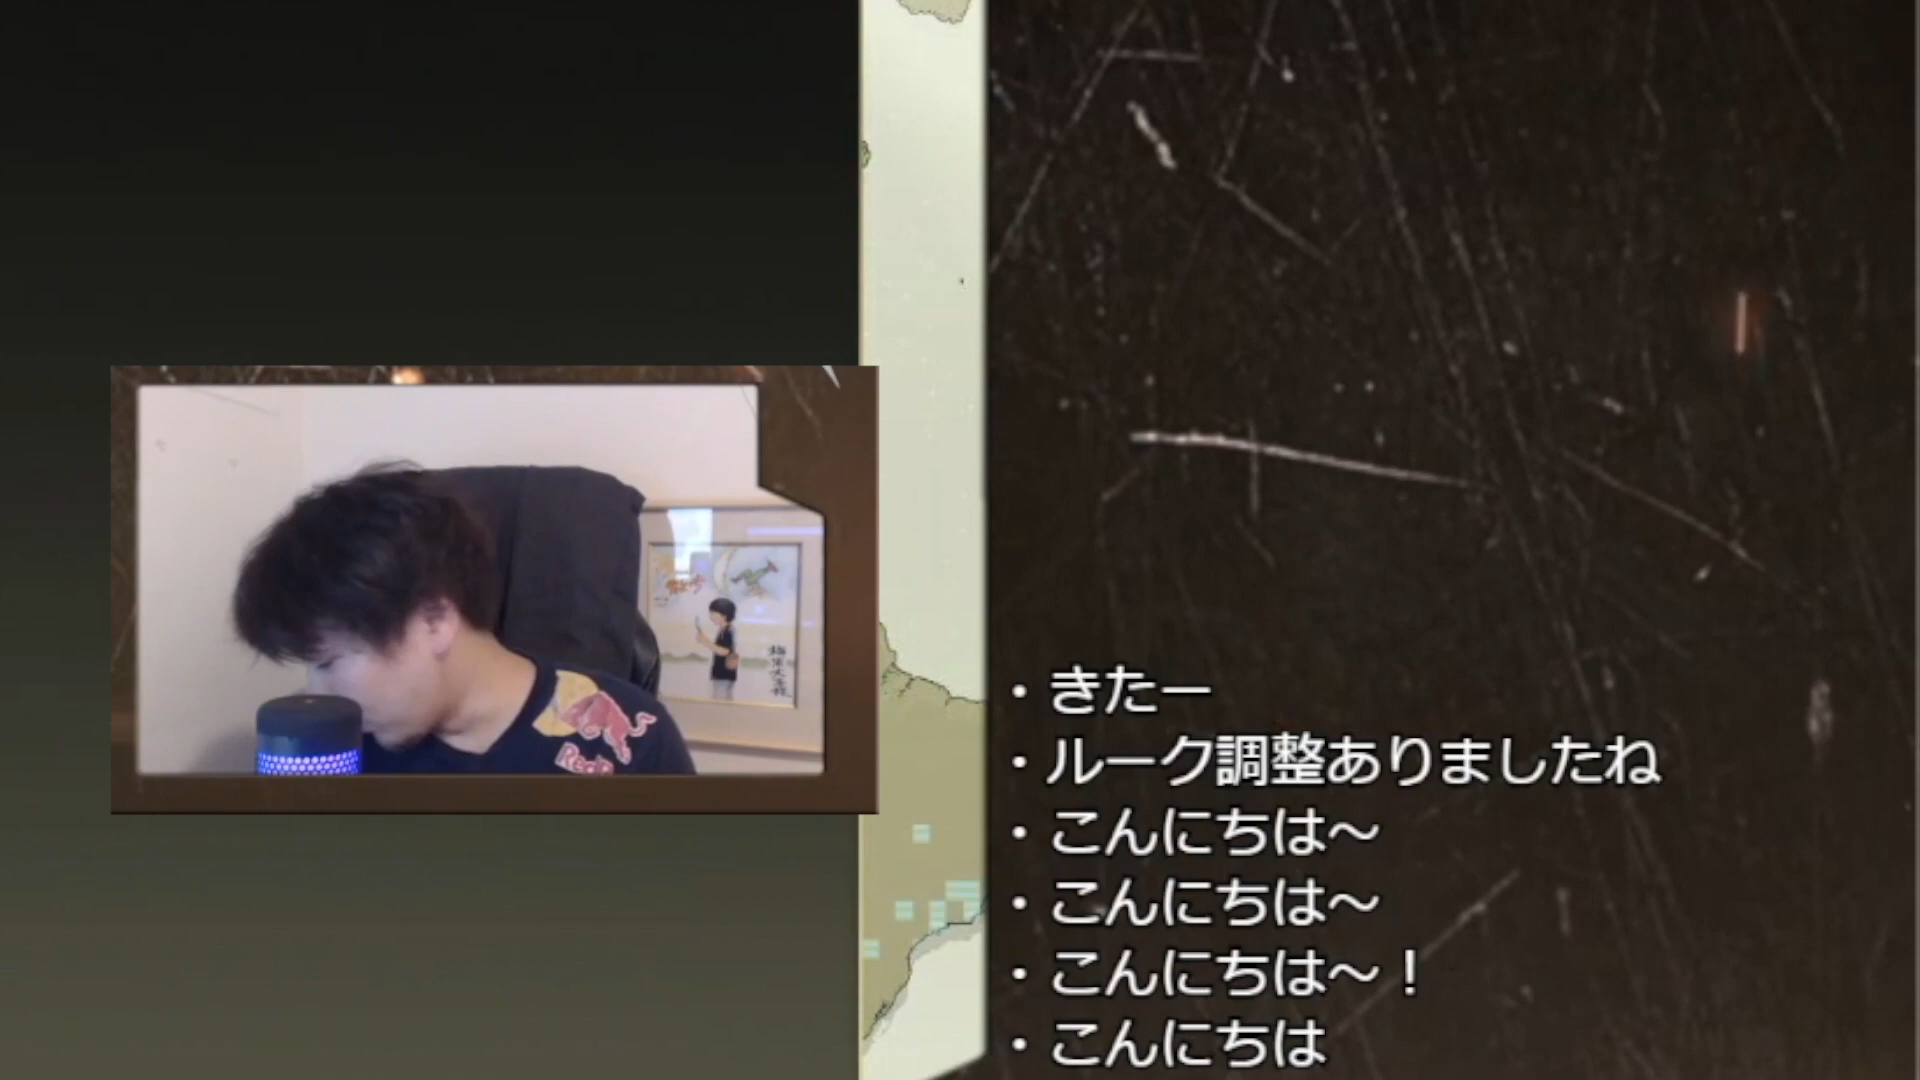 ・きたー
・ルーク調整ありましたね
・こんにちは～
・こんにちは～
・こんにちは～！
・こんにちは